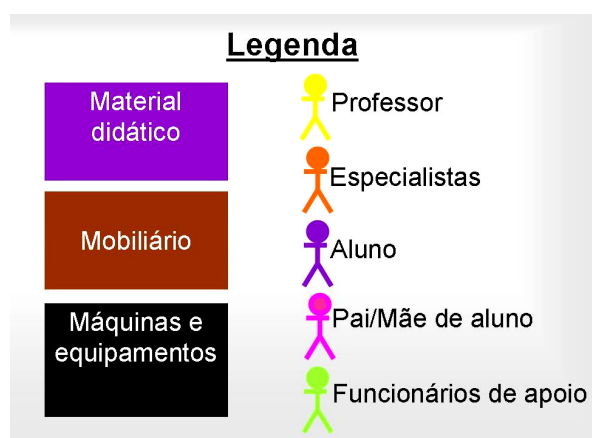 Legenda
Material
didático
Mobiliário
Máquinas e
equipamentos
Professor
Especialistas
Aluno
Pai/Mãe de aluno
Funcionários de apoio